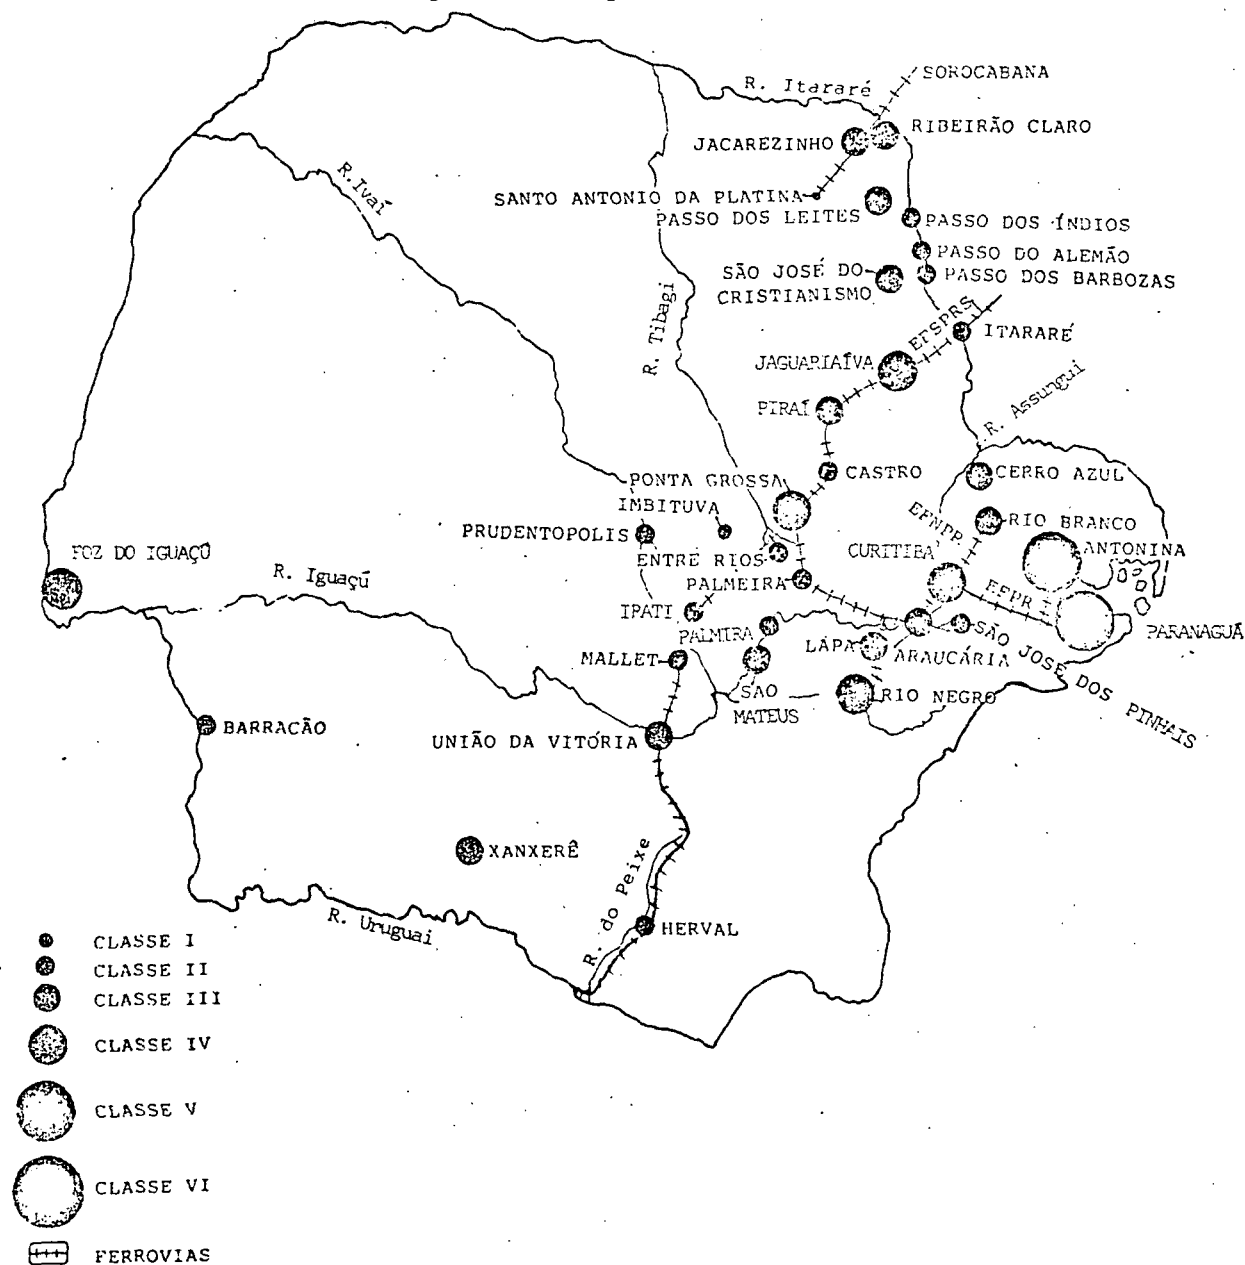 SOROCABANA
R. Itararé
RIBEIRÃO CLARO
JACAREZINHO
SANTO ANTONIO DA PLATINA
PASSO DOS LEITES
R.Ivaí
PASSO DOS ÍNDIOS
PASSO DO ALEMÃO
PASSO DOS BARBOZAS
SÃO JOSÉ DO
CRISTIANISMO
R. Tibagi
EFSPRS
ITARARÉ
JAGUARIAÍVA
PIRAÍ
R. Assungui
CASTRO
CERRO AZUL
PONTA GROSSA
IMBITUVA
PRUDENTOPOLIS
ENTRE RIOS
EFNPR
RIO BRANCO
CURITIBA
ANTONINA
FOZ DO IGUAÇÚ
R. Iguaçú
PALMEIRA
EFPR
IPATI
PALMIRA
LAPA
ARAUCÁRIA
SÃO JOSE DOS PINHAIS
PARANAGUÁ
MALLET
SAO
MATEUS
RIO NEGRO
BARRACÃO
UNIÃO DA VITÓRIA
XANXERÊ
R. do Peixe
HERVAL
R. Uruguai
CLASSE I
CLASSE II
CLASSE III
CLASSE IV
CLASSE V
CLASSE VI
FERROVIAS